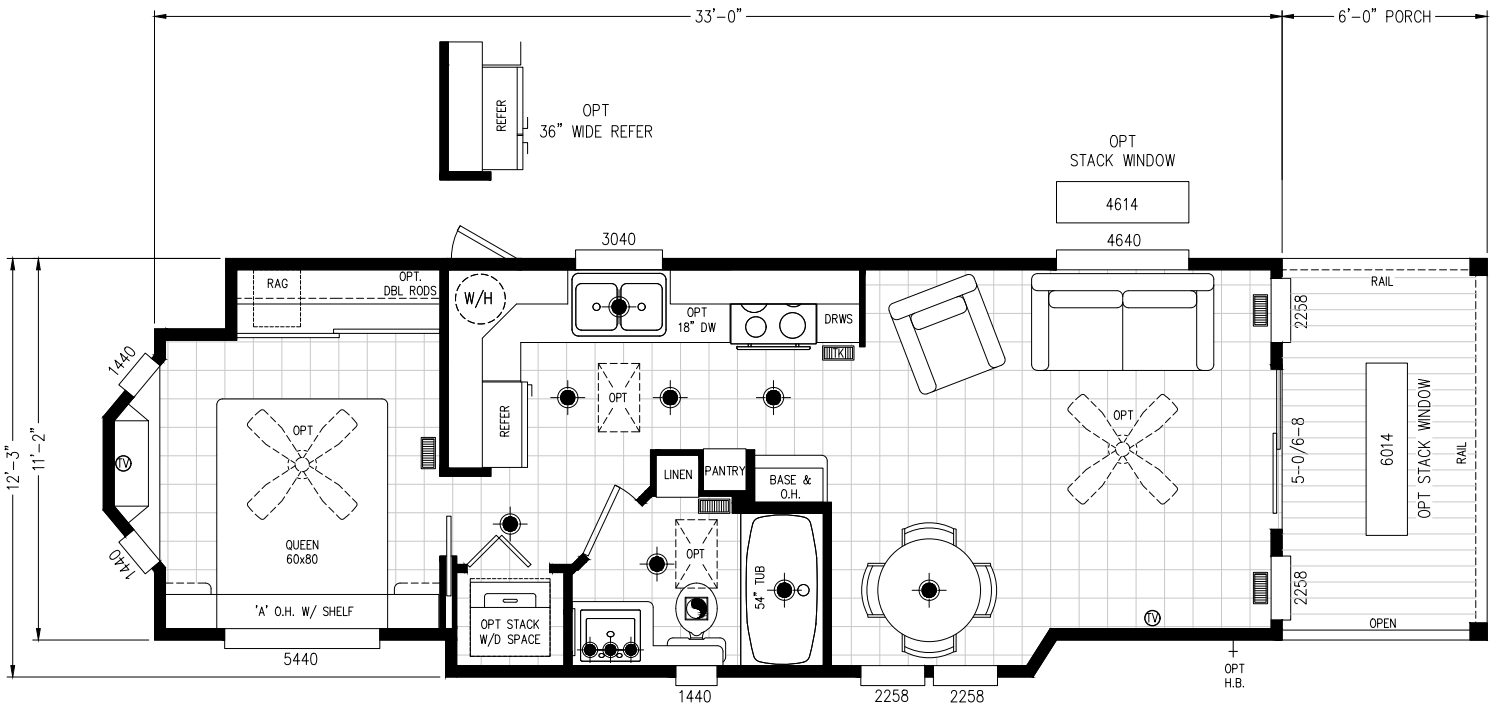 33'-0"
6'-0" PORCH
REFER
OPT
36" WIDE REFER
OPT
STACK WINDOW
4614
3040
4640
RAG
OPT.
DBL RODS
W/H
OPT
18" DW
DRWS
TK
RAIL
2258
1440
12'-3"
11'-2"
TV
OPT
REFER
OPT
OPT
5-0/6-8
6014
OPT STACK WINDOW
RAIL
LINEN
PANTRY
BASE &
O.H.
1440
QUEEN
60x80
OPT
54" TUB
2258
'A' O.H. W/ SHELF
OPT STACK
W/D SPACE
TV
OPEN
5440
1440
2258
2258
OPT
H.B.